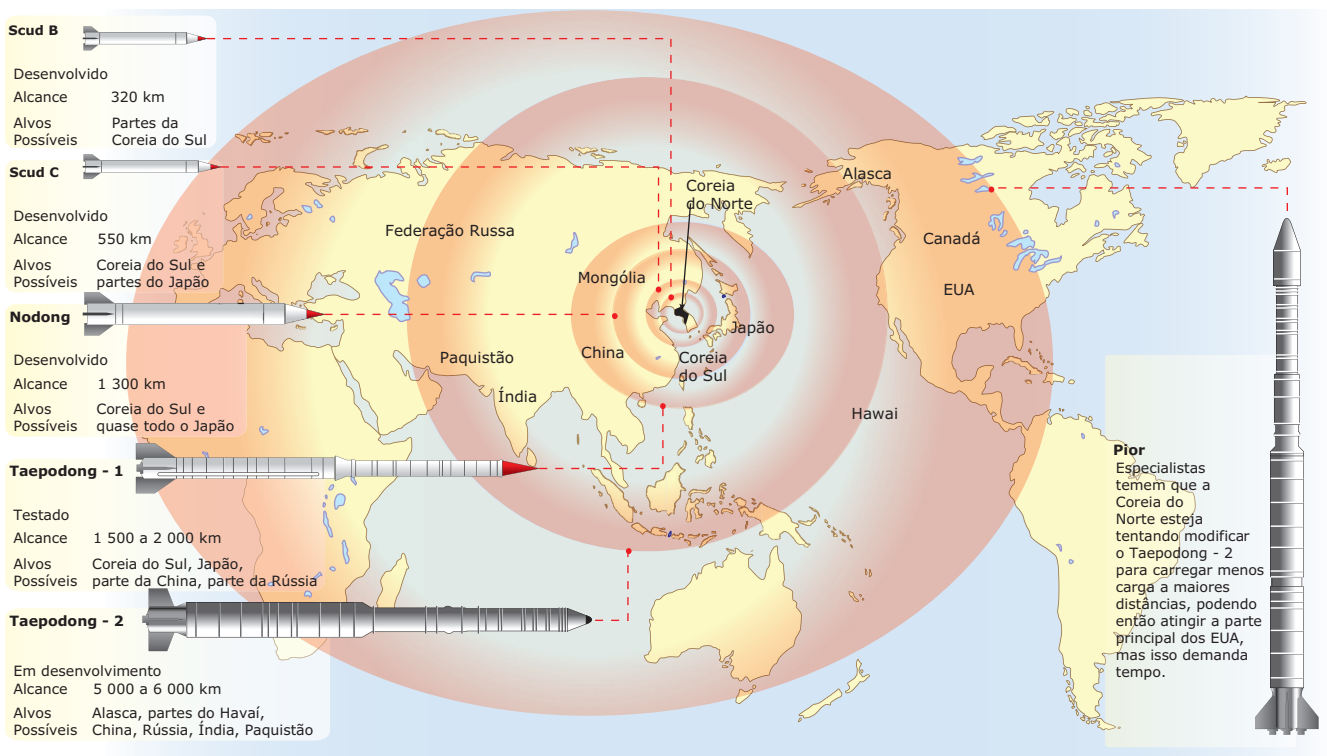 Scud B
Desenvolvido
Alcance 320 km
Alvos Partes da
Possíveis Coreia do Sul
Scud C
Desenvolvido
Alcance 550 km
Alvos Coreia do Sul e
Possíveis partes do Japão
Nodong
Desenvolvido
Alcance 1 300 km
Alvos Coreia do Sul e
Possíveis quase todo o Japão
Taepodong - 1
Testado
Alcance 1 500 a 2 000 km
Alvos Coreia do Sul, Japão,
Possíveis parte da China, parte da Rússia
Taepodong - 2
Em desenvolvimento
Alcance 5 000 a 6 000 km
Alvos Alasca, partes do Havaí,
Possíveis China, Rússia, Índia, Paquistão
Federação Russa
Mongólia
China
Paquistão
Índia
Coreia
do Norte
Japão
Coreia
do Sul
Alasca
Canadá
EUA
Hawai
Pior
Especialistas
temem que a
Coreia do
Norte esteja
tentando modificar
o Taepodong - 2
para carregar menos
carga a maiores
distâncias, podendo
então atingir a parte
principal dos EUA,
mas isso demanda
tempo.